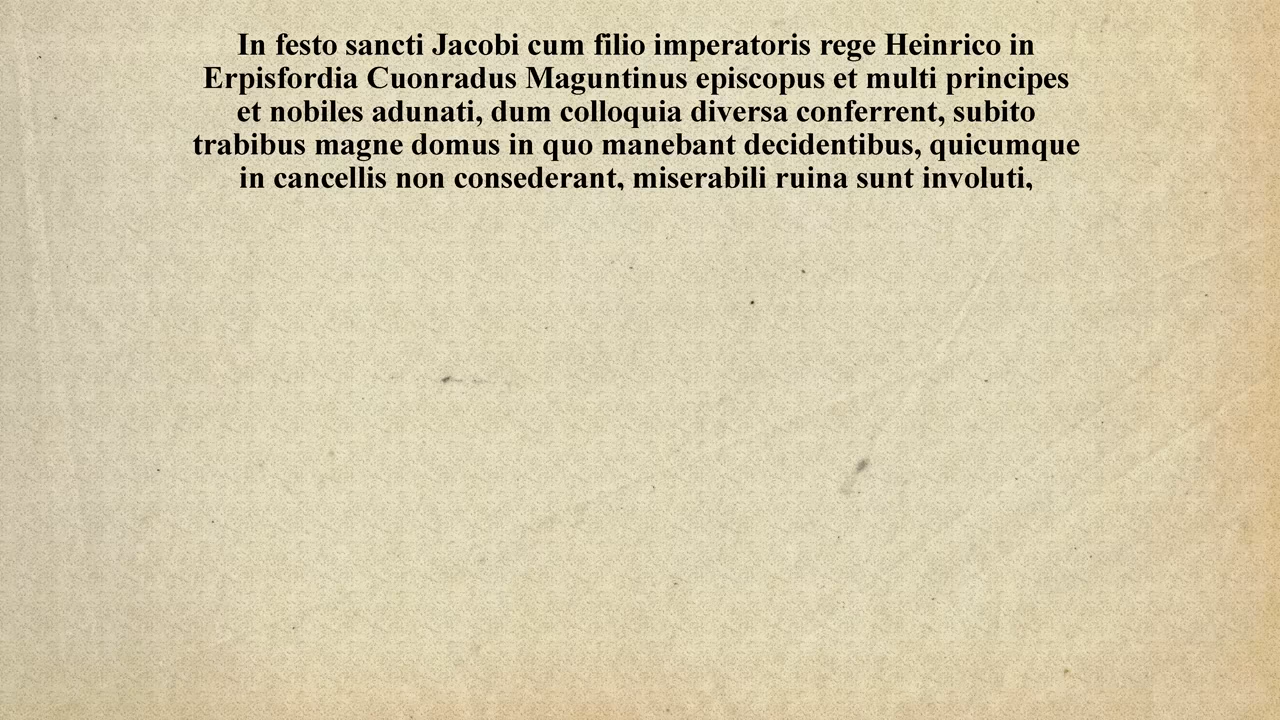 In festo sancti Jacobi cum filio imperatoris rege Heinrico in
Erpisfordia Cuonradus Maguntinus episcopus et multi principes
et nobiles adunati, dum colloquia diversa conferrent, subito
trabibus magne domus in quo manebant decidentibus, quicumque
in cancellis non consederant, miserabili ruina sunt involuti,